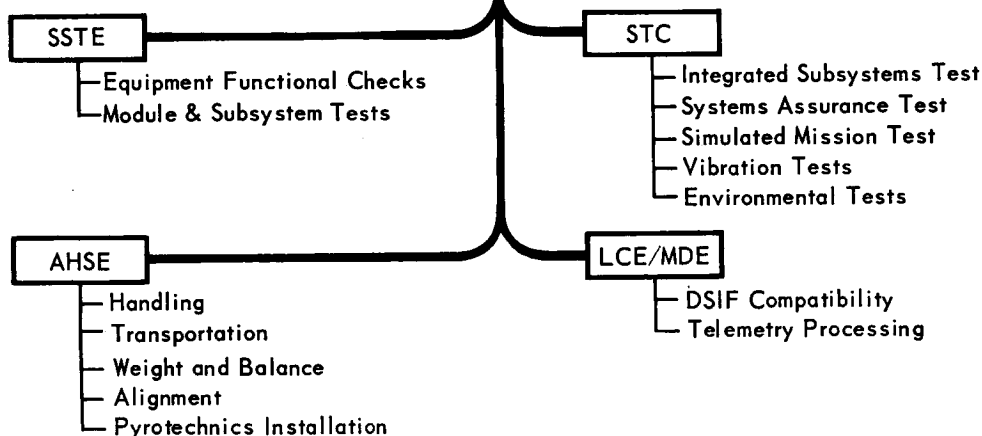 SSTE
Equipment Functional Checks
Module & Subsystem Tests
STC
Integrated Subsystems Test
Systems Assurance Test
Simulated Mission Test
Vibration Tests
Environmental Tests
AHSE
Handling
Transportation
Weight and Balance
Alignment
Pyrotechnics Installation
LCE/MDE
DSIF Compatibility
Telemetry Processing